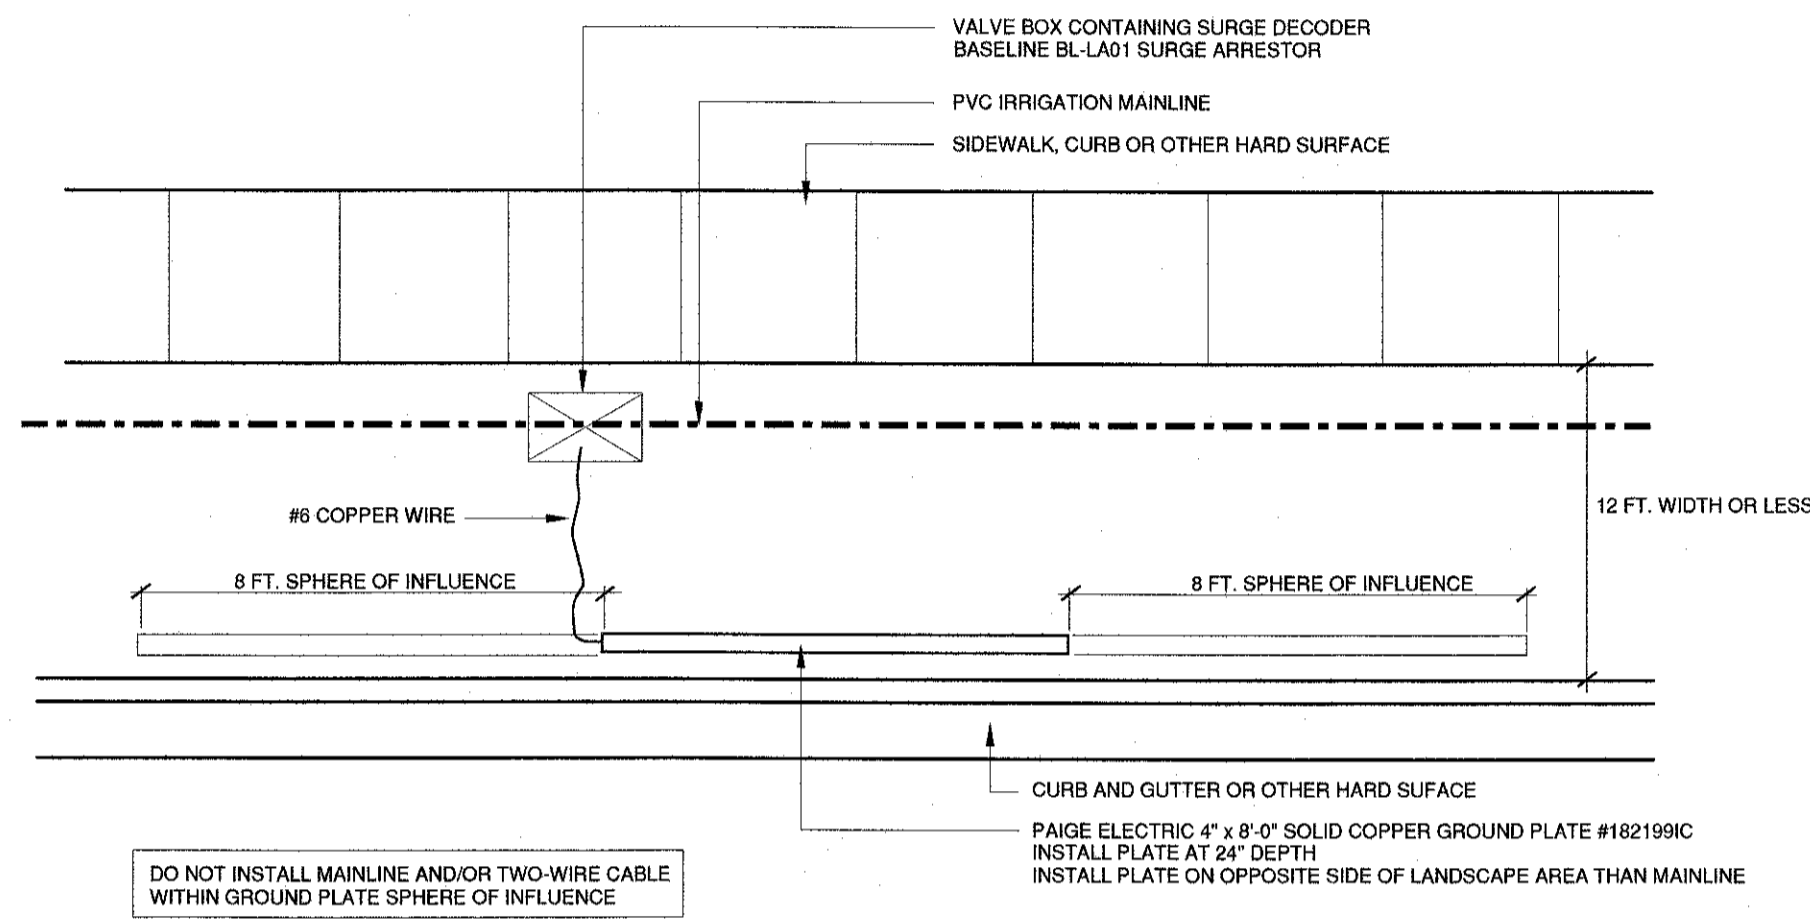 VALVE BOX CONTAINING SURGE DECODER
BASELINE BL-LA01 SURGE ARRESTOR
PVC IRRIGATION MAINLINE
SIDEWALK, CURB OR OTHER HARD SURFACE
#6 COPPER WIRE
12 FT. WIDTH OR LESS
8 FT. SPHERE OF INFLUENCE
8 FT. SPHERE OF INFLUENCE
CURB AND GUTTER OR OTHER HARD SUFACE
PAIGE ELECTRIC 4" x 8'-0" SOLID COPPER GROUND PLATE #182199IC
INSTALL PLATE AT 24" DEPTH
INSTALL PLATE ON OPPOSITE SIDE OF LANDSCAPE AREA THAN MAINLINE
DO NOT INSTALL MAINLINE AND/OR TWO-WIRE CABLE
WITHIN GROUND PLATE SPHERE OF INFLUENCE